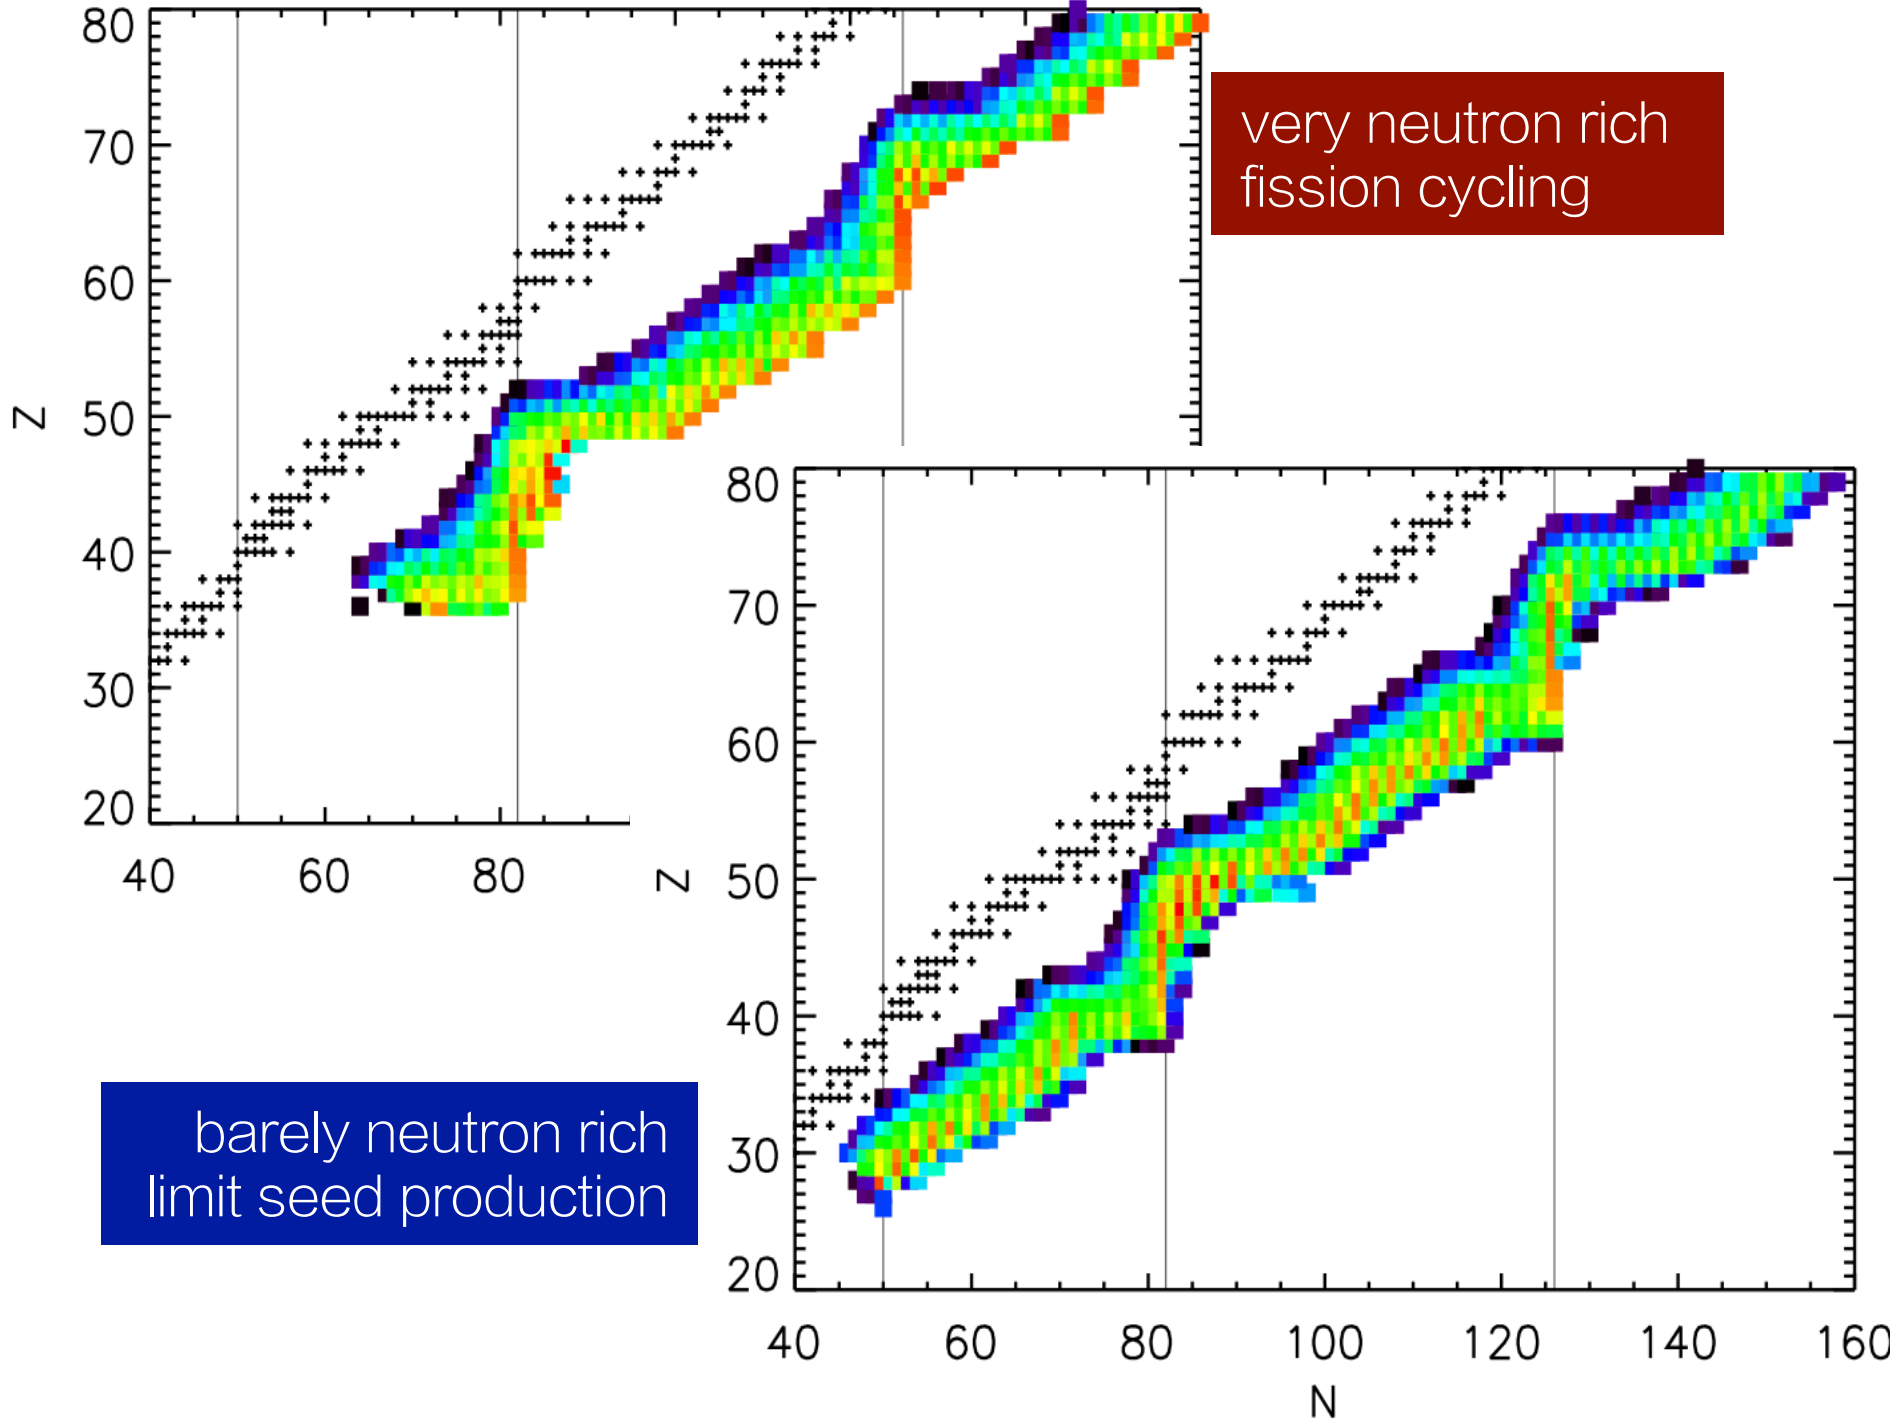 80
70
60
50
40
30
20
Z
40 60 80
very neutron rich
fission cycling
80
70
60
50
40
30
20
Z
40 60 80 100 120 140 160
N
barely neutron rich
limit seed production